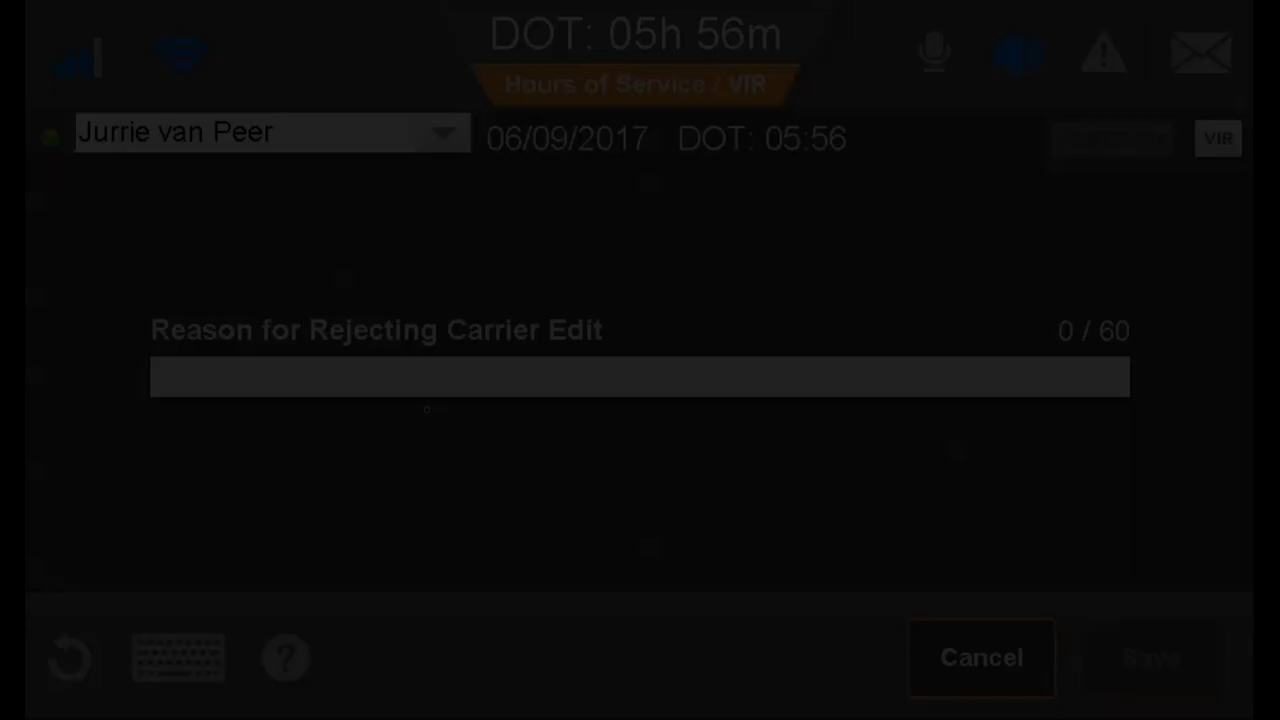 DOT: 05h 56m
Hours of Service / VIR
Jurrie van Peer
06/09/2017 DOT: 05:56
VIR
Reason for Rejecting Carrier Edit
0 / 60
?
Cancel
Save